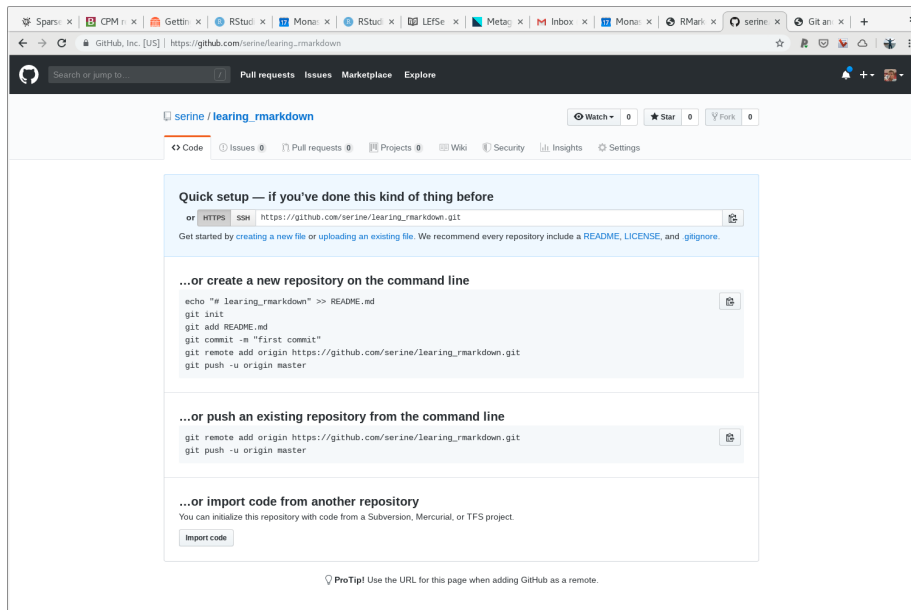 Sparse CPM r Gettin RStudi Monas RStudi LEfSe Metag Inbox Monas RMark serine. Git an
GitHub, Inc. [US] https://github.com/serine/learing_rmarkdown
Search or jump to... / Pull requests Issues Marketplace Explore
serine / learing_rmarkdown Watch 0 Star 0 Fork 0
Code Issues 0 Pull requests 0 Projects 0 Wiki Security Insights Settings
Quick setup — if you've done this kind of thing before
or HTTPS SSH https://github.com/serine/learing_rmarkdown.git
Get started by creating a new file or uploading an existing file. We recommend every repository include a README, LICENSE, and .gitignore.
…or create a new repository on the command line
echo "# learing_rmarkdown" >> README.md
git init
git add README.md
git commit -m "first commit"
git remote add origin https://github.com/serine/learing_rmarkdown.git
git push -u origin master
…or push an existing repository from the command line
git remote add origin https://github.com/serine/learing_rmarkdown.git
git push -u origin master
…or import code from another repository
You can initialize this repository with code from a Subversion, Mercurial, or TFS project.
Import code
ProTip! Use the URL for this page when adding GitHub as a remote.